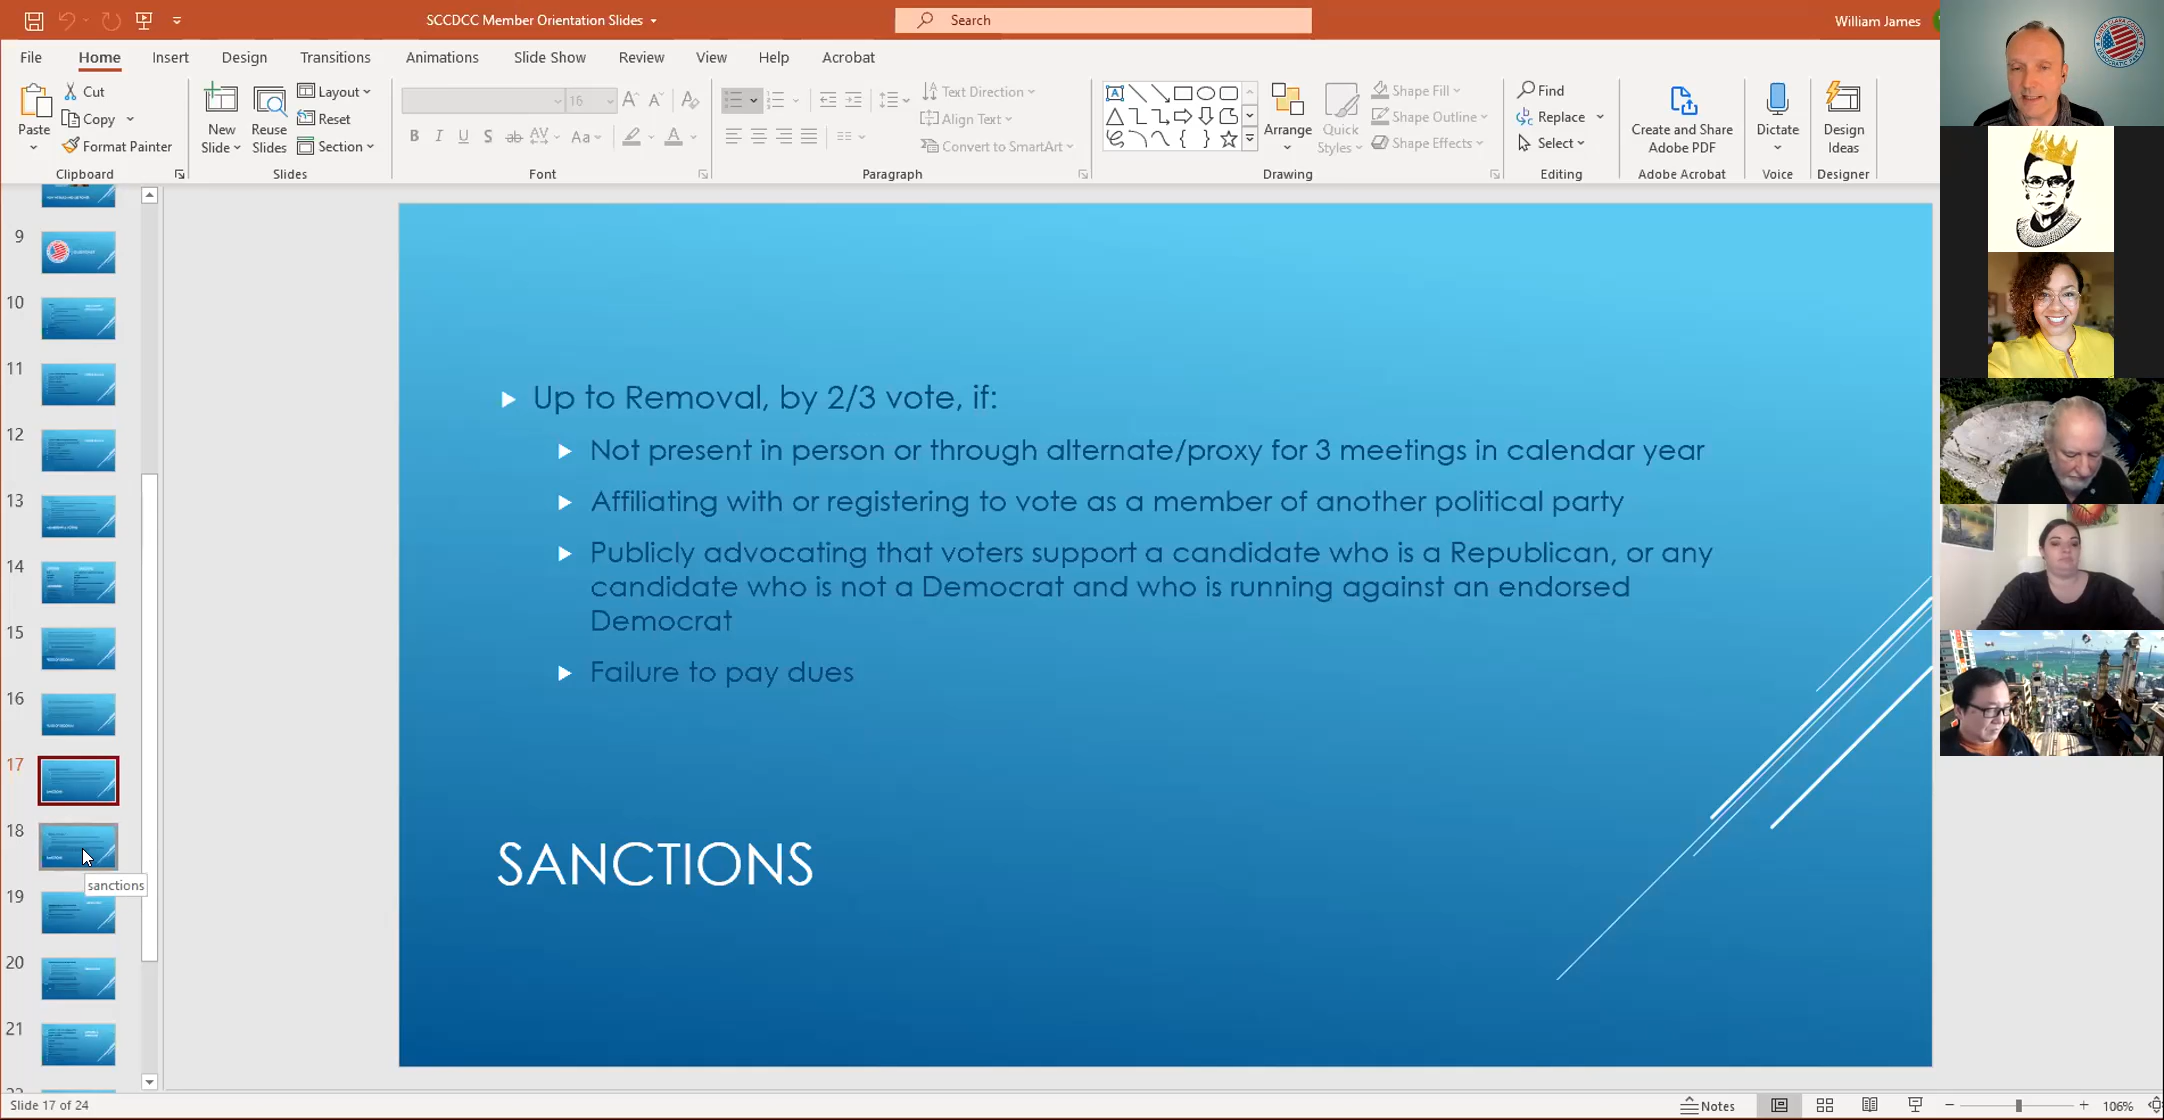 SCCDCC Member Orientation Slides
Search
William James
File Home Insert Design Transitions Animations Slide Show Review View Help Acrobat
Paste
Cut
Copy
Format Painter
Clipboard
New Slide
Reuse Slides
Layout
Reset
Section
Slides
16
Font
Text Direction
Align Text
Convert to SmartArt
Paragraph
Arrange
Quick Styles
Shape Fill
Shape Outline
Shape Effects
Drawing
Find
Replace
Select
Editing
Create and Share Adobe PDF
Adobe Acrobat
Dictate
Voice
Design Ideas
Designer
9
10
11
12
13
14
15
16
17
18
sanctions
19
20
21
Up to Removal, by 2/3 vote, if:
Not present in person or through alternate/proxy for 3 meetings in calendar year
Affiliating with or registering to vote as a member of another political party
Publicly advocating that voters support a candidate who is a Republican, or any
candidate who is not a Democrat and who is running against an endorsed
Democrat
Failure to pay dues
SANCTIONS
Slide 17 of 24
Notes
106%